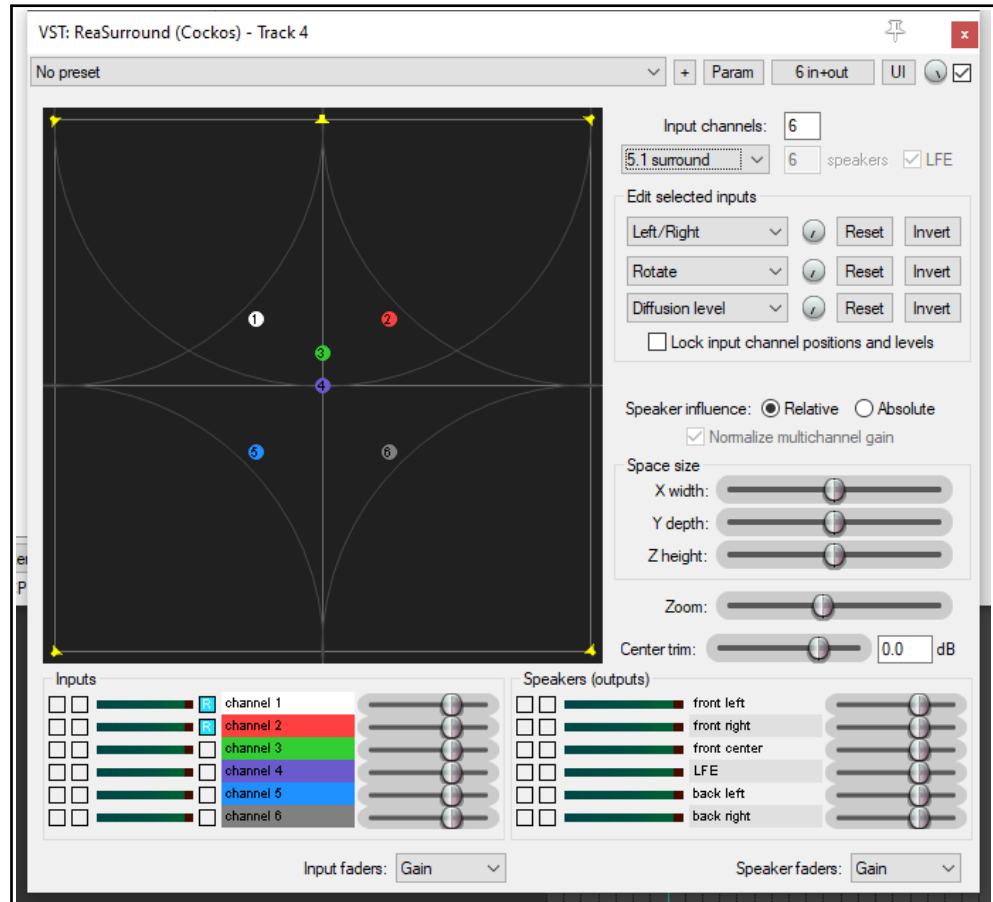 VST: ReaSurround (Cockos) - Track 4
x
No preset
+ Param 6 in+out UI
Input channels: 6
5.1 surround 6 speakers LFE
Edit selected inputs
Left/Right Reset Invert
Rotate Reset Invert
Diffusion level Reset Invert
Lock input channel positions and levels
1 2
3
4
5 6
Speaker influence: Relative Absolute
Normalize multichannel gain
Space size
X width:
Y depth:
Z height:
Zoom:
Center trim: 0.0 dB
Inputs
R channel 1
R channel 2
channel 3
channel 4
channel 5
channel 6
Input faders: Gain
Speakers (outputs)
front left
front right
front center
LFE
back left
back right
Speaker faders: Gain